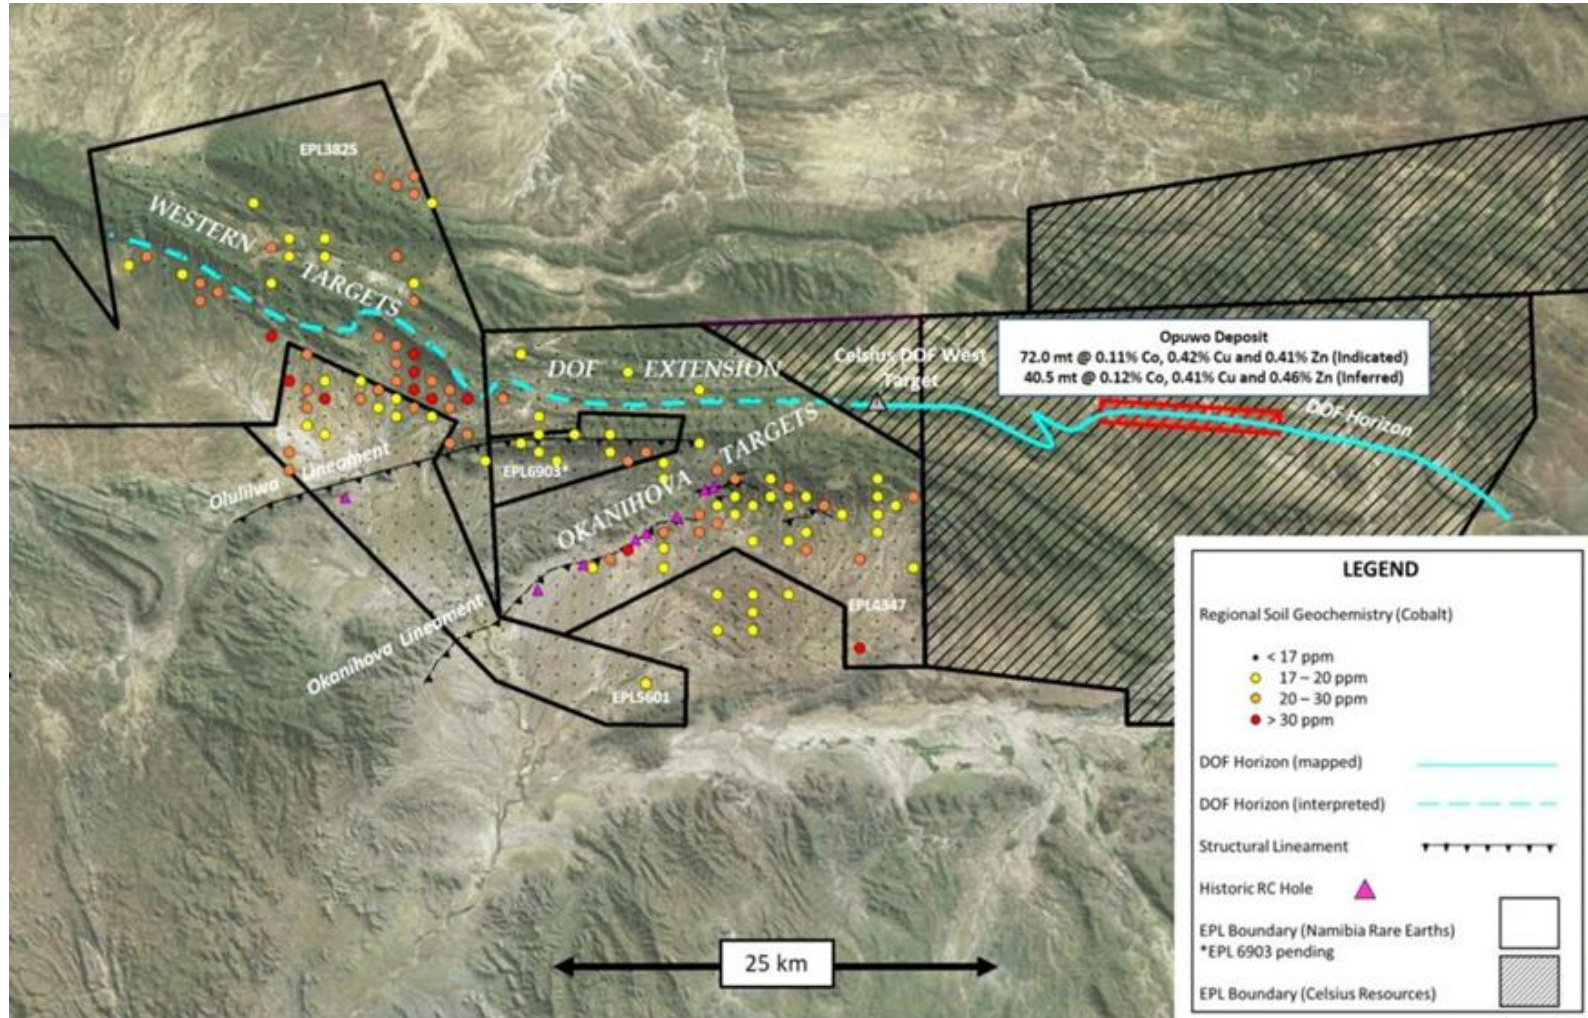 EPL3825
WESTERN
TARGETS
DOF EXTENSION
Celsius DOF West
Target
Opuwo Deposit
72.0 mt @ 0.11% Co, 0.42% Cu and 0.41% Zn (Indicated)
40.5 mt @ 0.12% Co, 0.41% Cu and 0.46% Zn (Inferred)
DOF Horizon
Olulilwa Lineament
EPL6903*
OKANIHOVA TARGETS
Okanihova Lineament
EPL4347
EPL5601
25 km
LEGEND
Regional Soil Geochemistry (Cobalt)
< 17 ppm
17 – 20 ppm
20 – 30 ppm
> 30 ppm
DOF Horizon (mapped)
DOF Horizon (interpreted)
Structural Lineament
Historic RC Hole
EPL Boundary (Namibia Rare Earths)
*EPL 6903 pending
EPL Boundary (Celsius Resources)